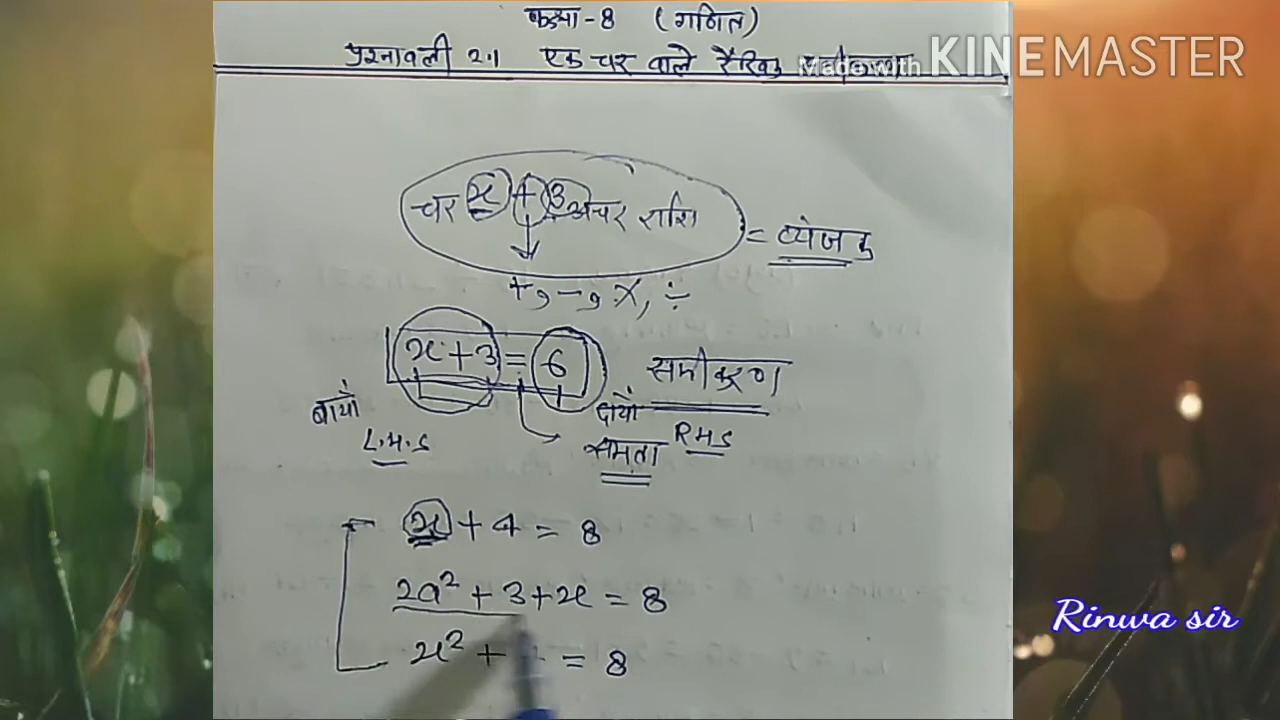 कक्षा - 8 (गणित)
प्रश्नावली 2.1 एक चर वाले रैखिक
Made with KINEMASTER
चर x + 3 अचर राशि = व्यंजक
+, -, x, ÷
x + 3 = 6 समीकरण
बायाँ दायाँ
L.H.S समता RHS
x + 4 = 8
2a² + 3 + x = 8
x² + = 8
Rinwa sir